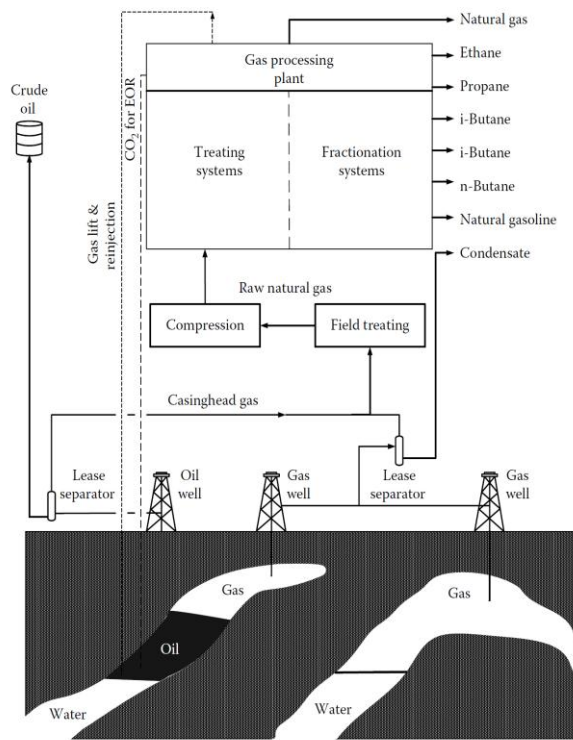 Natural gas
Gas processing
plant
Ethane
Propane
i-Butane
i-Butane
n-Butane
Natural gasoline
Condensate
Crude
oil
CO₂ for EOR
Gas lift &
reinjection
Treating
systems
Fractionation
systems
Raw natural gas
Compression
Field treating
Casinghead gas
Lease
separator
Oil
well
Gas
well
Lease
separator
Gas
well
Gas
Oil
Water
Gas
Water